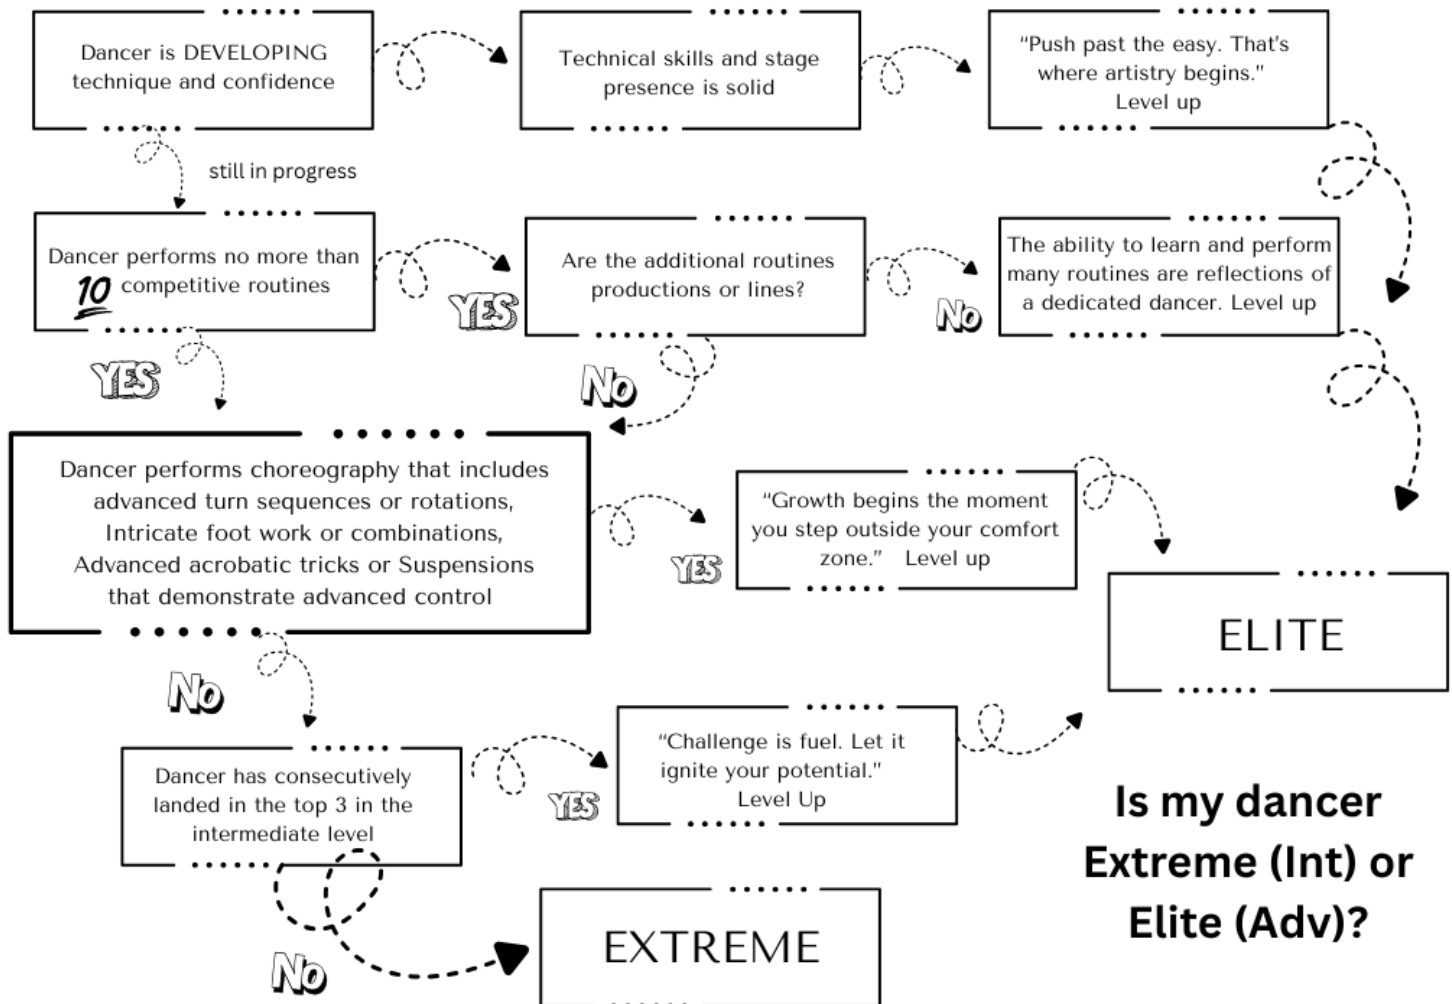 Dancer is DEVELOPING
technique and confidence
Technical skills and stage
presence is solid
“Push past the easy. That’s
where artistry begins.”
Level up
still in progress
Dancer performs no more than
10 competitive routines
YES
Are the additional routines
productions or lines?
No
The ability to learn and perform
many routines are reflections of
a dedicated dancer. Level up
YES
No
Dancer performs choreography that includes
advanced turn sequences or rotations,
Intricate foot work or combinations,
Advanced acrobatic tricks or Suspensions
that demonstrate advanced control
YES
“Growth begins the moment
you step outside your comfort
zone.” Level up
ELITE
No
Dancer has consecutively
landed in the top 3 in the
intermediate level
YES
“Challenge is fuel. Let it
ignite your potential.”
Level Up
No
EXTREME
Is my dancer
Extreme (Int) or
Elite (Adv)?